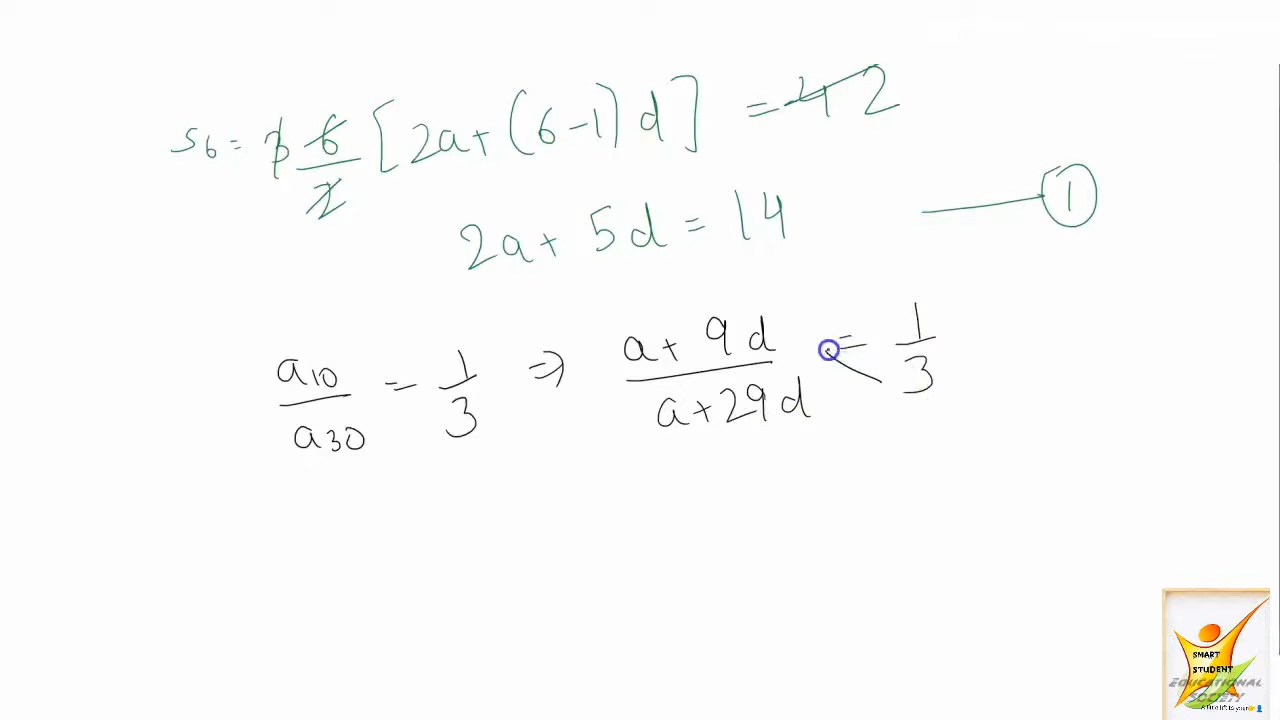 S6 = 3 6/2 [2a + (6-1) d] = 42
2a + 5d = 14 ① 
a10/a30 = 1/3 ⇒ a + 9d/a + 29d = 1/3
SMART
STUDENT
EDUCATIONAL
SOCIETY